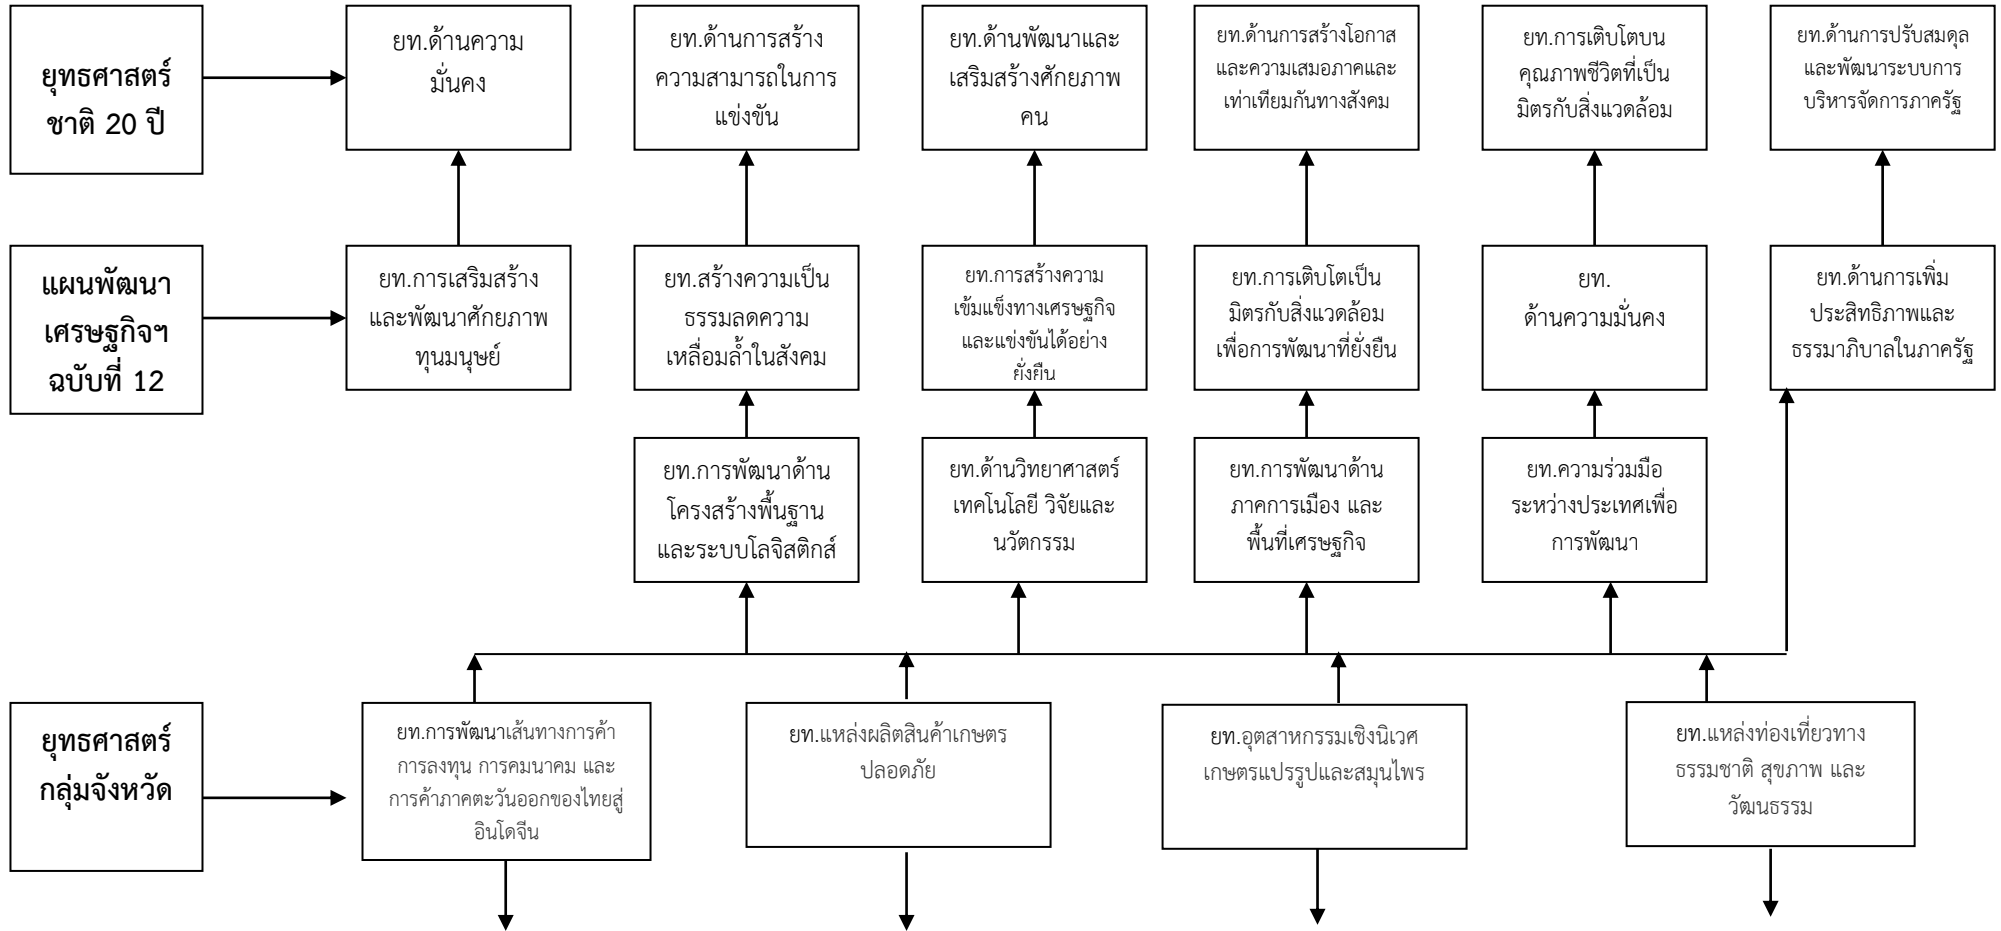 ยุทธศาสตร์
ชาติ 20 ปี
ยท.ด้านความ
มั่นคง
ยท.ด้านการสร้าง
ความสามารถในการ
แข่งขัน
ยท.ด้านพัฒนาและ
เสริมสร้างศักยภาพ
คน
ยท.ด้านการสร้างโอกาส
และความเสมอภาคและ
เท่าเทียมกันทางสังคม
ยท.การเติบโตบน
คุณภาพชีวิตที่เป็น
มิตรกับสิ่งแวดล้อม
ยท.ด้านการปรับสมดุล
และพัฒนาระบบการ
บริหารจัดการภาครัฐ
แผนพัฒนา
เศรษฐกิจฯ
ฉบับที่ 12
ยท.การเสริมสร้าง
และพัฒนาศักยภาพ
ทุนมนุษย์
ยท.สร้างความเป็น
ธรรมลดความ
เหลื่อมล้ำในสังคม
ยท.การสร้างความ
เข้มแข็งทางเศรษฐกิจ
และแข่งขันได้อย่าง
ยั่งยืน
ยท.การเติบโตเป็น
มิตรกับสิ่งแวดล้อม
เพื่อการพัฒนาที่ยั่งยืน
ยท.
ด้านความมั่นคง
ยท.ด้านการเพิ่ม
ประสิทธิภาพและ
ธรรมาภิบาลในภาครัฐ
ยท.การพัฒนาด้าน
โครงสร้างพื้นฐาน
และระบบโลจิสติกส์
ยท.ด้านวิทยาศาสตร์
เทคโนโลยี วิจัยและ
นวัตกรรม
ยท.การพัฒนาด้าน
ภาคการเมือง และ
พื้นที่เศรษฐกิจ
ยท.ความร่วมมือ
ระหว่างประเทศเพื่อ
การพัฒนา
ยุทธศาสตร์
กลุ่มจังหวัด
ยท.การพัฒนาเส้นทางการค้า
การลงทุน การคมนาคม และ
การค้าภาคตะวันออกของไทยสู่
อินโดจีน
ยท.แหล่งผลิตสินค้าเกษตร
ปลอดภัย
ยท.อุตสาหกรรมเชิงนิเวศ
เกษตรแปรรูปและสมุนไพร
ยท.แหล่งท่องเที่ยวทาง
ธรรมชาติ สุขภาพ และ
วัฒนธรรม